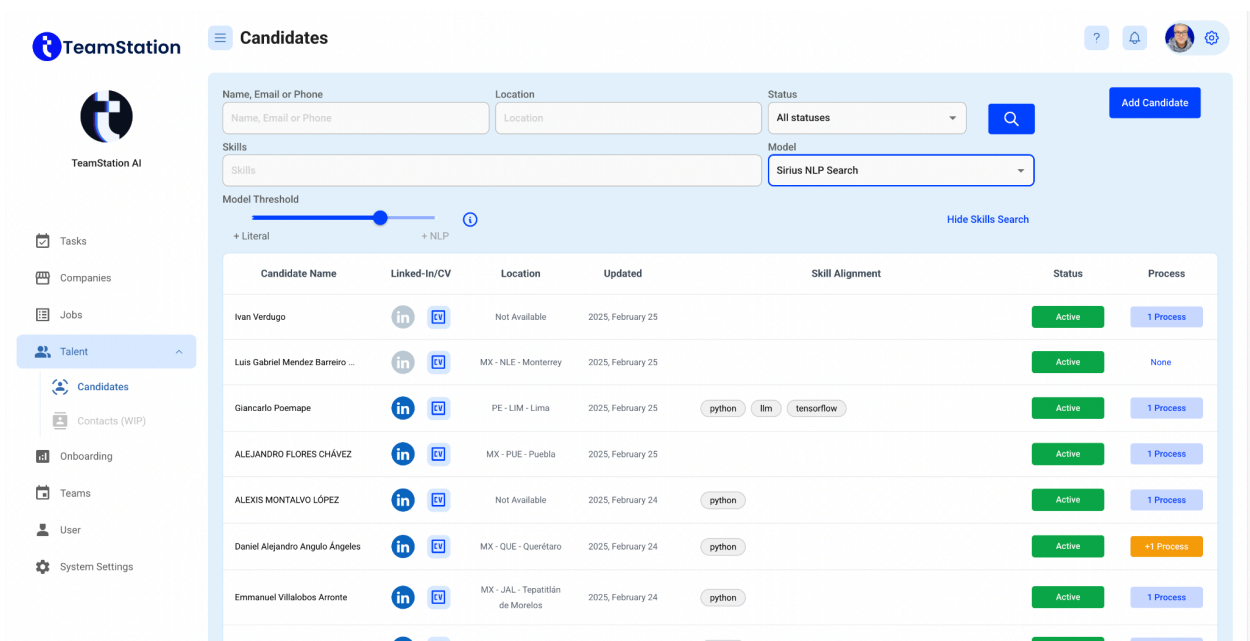 TeamStation
Candidates
?
TeamStation AI
Tasks
Companies
Jobs
Talent
Candidates
Contacts (WIP)
Onboarding
Teams
User
System Settings
Name, Email or Phone
Location
Status
Name, Email or Phone
Location
All statuses
Add Candidate
Skills
Model
Skills
Sirius NLP Search
Model Threshold
+ Literal
+ NLP
Hide Skills Search
Candidate Name Linked-In/CV Location Updated Skill Alignment Status Process
Ivan Verdugo in CV Not Available 2025, February 25 Active 1 Process
Luis Gabriel Mendez Barreiro ... in CV MX - NLE - Monterrey 2025, February 25 Active None
Giancarlo Poemape in CV PE - LIM - Lima 2025, February 25 python llm tensorflow Active 1 Process
ALEJANDRO FLORES CHÁVEZ in CV MX - PUE - Puebla 2025, February 25 Active 1 Process
ALEXIS MONTALVO LÓPEZ in CV Not Available 2025, February 24 python Active 1 Process
Daniel Alejandro Angulo Ángeles in CV MX - QUE - Querétaro 2025, February 24 python Active +1 Process
Emmanuel Villalobos Arronte in CV MX - JAL - Tepatitlán
de Morelos 2025, February 24 python Active 1 Process